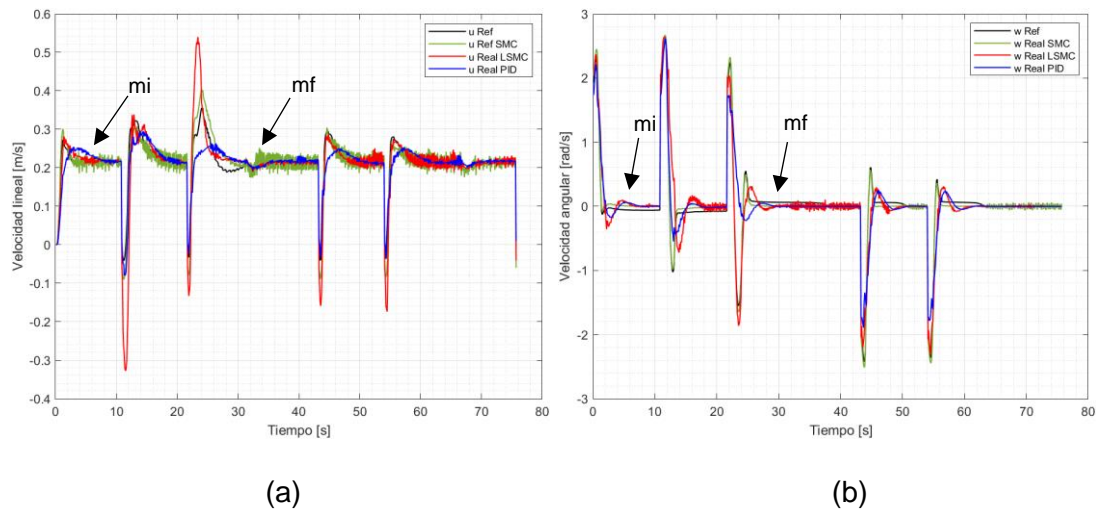 0.6
0.5
0.4
0.3
0.2
0.1
0
-0.1
-0.2
-0.3
0.4
Velocidad lineal [m/s]
0 10 20 30 40 50 60 70 80
Tiempo [s]
u Ref
u Ref SMC
u Real LSMC
u Real PID
mi
mf
(a)
3
2
1
0
-1
-2
-3
Velocidad angular [rad/s]
0 10 20 30 40 50 60 70 80
Tiempo [s]
w Ref
w Real SMC
w Real LSMC
w Real PID
mi
mf
(b)